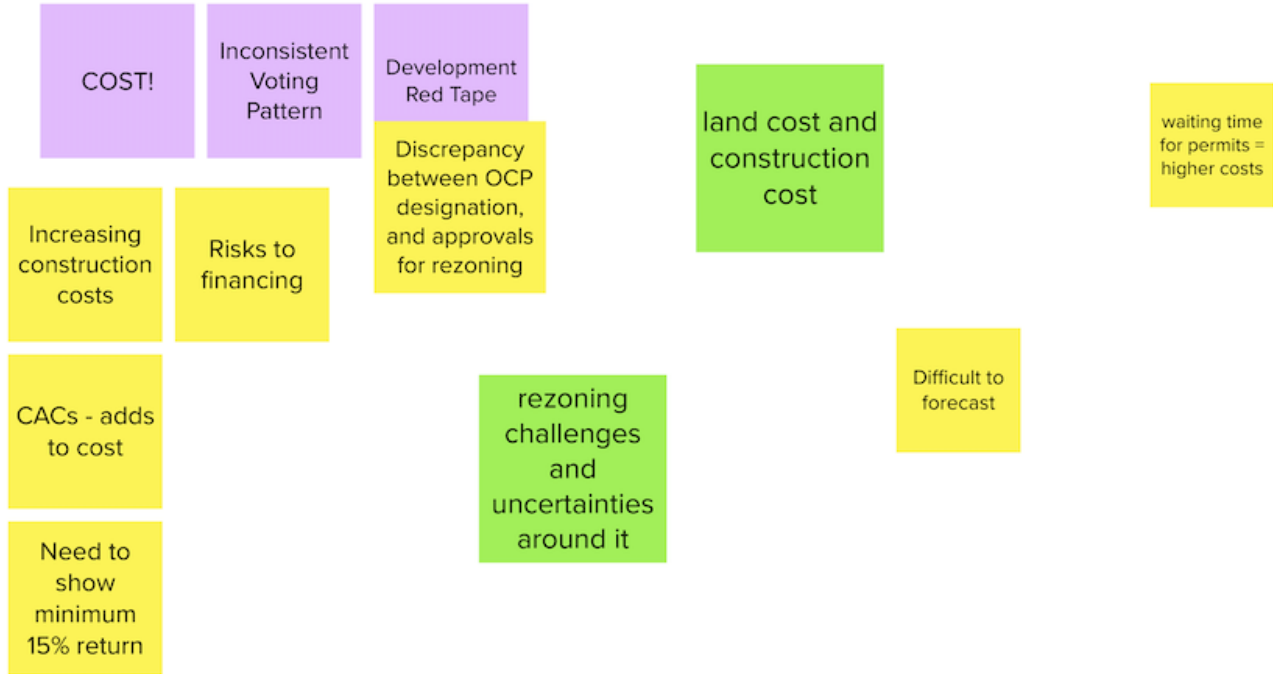 COST!
Inconsistent
Voting
Pattern
Development
Red Tape
Discrepancy
between OCP
designation,
and approvals
for rezoning
Increasing
construction
costs
Risks to
financing
CACs - adds
to cost
Need to
show
minimum
15% return
land cost and
construction
cost
rezoning
challenges
and
uncertainties
around it
Difficult to
forecast
waiting time
for permits =
higher costs